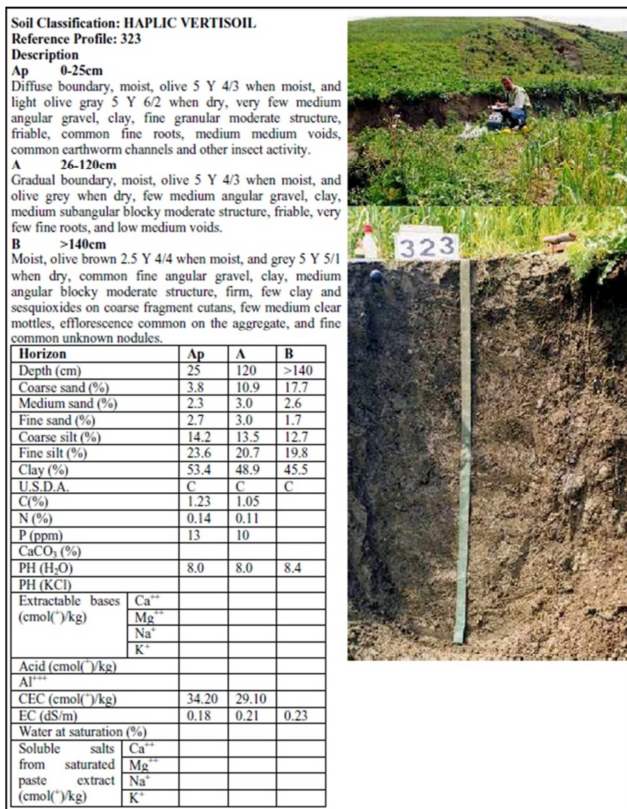 Soil Classification: HAPLIC VERTISOIL
Reference Profile: 323
Description
Ap 0-25cm
Diffuse boundary, moist, olive 5 Y 4/3 when moist, and
light olive gray 5 Y 6/2 when dry, very few medium
angular gravel, clay, fine granular moderate structure,
friable, common fine roots, medium medium voids,
common earthworm channels and other insect activity.
A 26-120cm
Gradual boundary, moist, olive 5 Y 4/3 when moist, and
olive grey when dry, few medium angular gravel, clay,
medium subangular blocky moderate structure, friable, very
few fine roots, and low medium voids.
B >140cm
Moist, olive brown 2.5 Y 4/4 when moist, and grey 5 Y 5/1
when dry, common fine angular gravel, clay, medium
angular blocky moderate structure, firm, few clay and
sesquioxides on coarse fragment cutans, few medium clear
mottles, efflorescence common on the aggregate, and fine
common unknown nodules.
Horizon Ap A B
Depth (cm) 25 120 >140
Coarse sand (%) 3.8 10.9 17.7
Medium sand (%) 2.3 3.0 2.6
Fine sand (%) 2.7 3.0 1.7
Coarse silt (%) 14.2 13.5 12.7
Fine silt (%) 23.6 20.7 19.8
Clay (%) 53.4 48.9 45.5
U.S.D.A. C C C
C(%) 1.23 1.05
N (%) 0.14 0.11
P (ppm) 13 10
CaCO₃ (%)
PH (H₂O) 8.0 8.0 8.4
PH (KCl)
Extractable bases Ca⁺⁺
(cmol(⁺)/kg) Mg⁺⁺
Na⁺
K⁺
Acid (cmol(⁺)/kg)
Al⁺⁺⁺
CEC (cmol(⁺)/kg) 34.20 29.10
EC (dS/m) 0.18 0.21 0.23
Water at saturation (%)
Soluble salts Ca⁺⁺
from saturated Mg⁺⁺
paste extract Na⁺
(cmol(⁺)/kg) K⁺
323